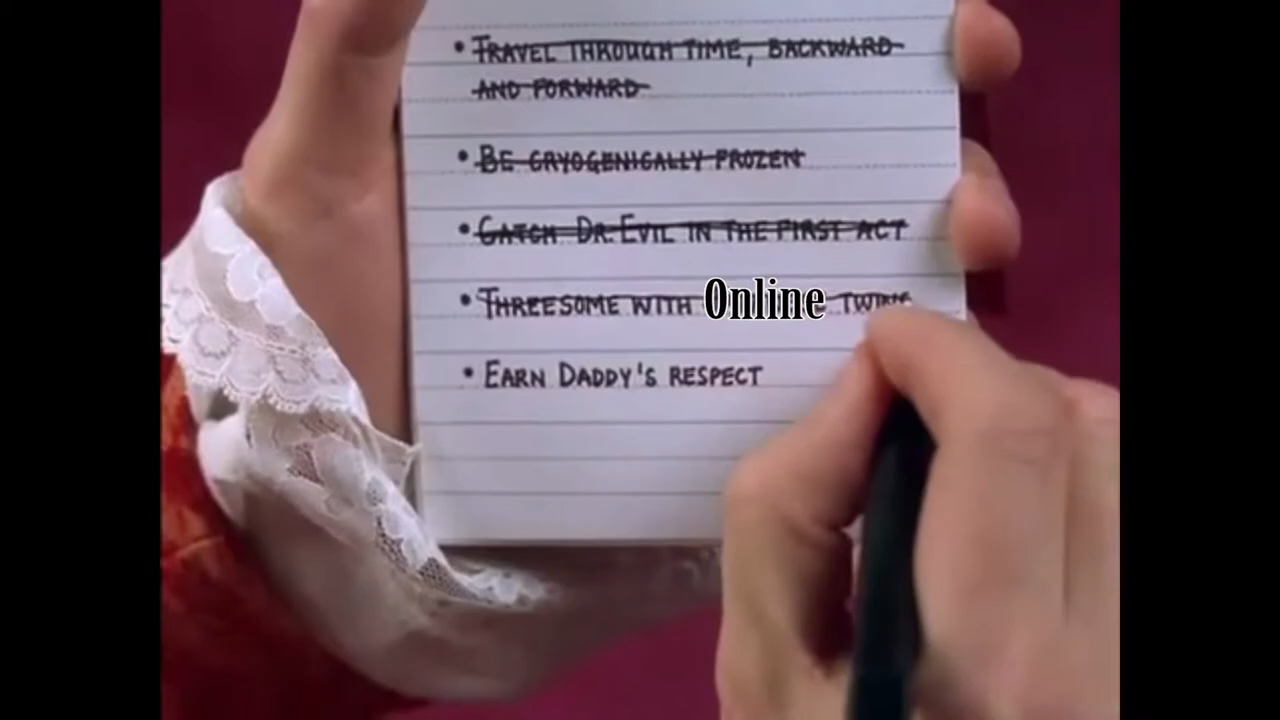 • TRAVEL THROUGH TIME, BACKWARD
AND FORWARD
• BE CRYOGENICALLY FROZEN
• CATCH DR. EVIL IN THE FIRST ACT
• THREESOME WITH Online TWINS
• EARN DADDY'S RESPECT